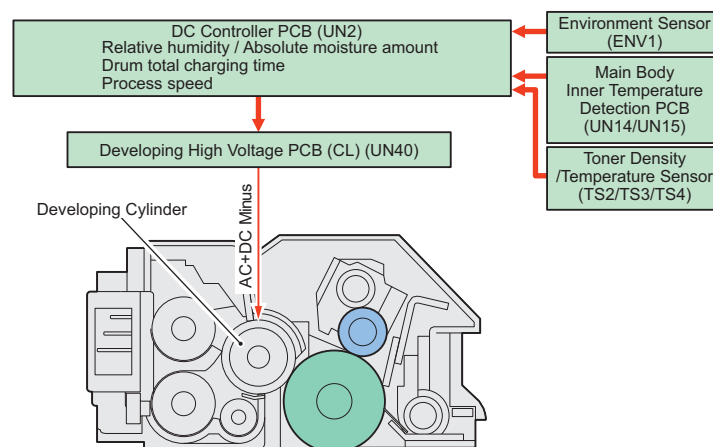 DC Controller PCB (UN2)
Relative humidity / Absolute moisture amount
Drum total charging time
Process speed
Environment Sensor
(ENV1)
Main Body
Inner Temperature
Detection PCB
(UN14/UN15)
Toner Density
/Temperature Sensor
(TS2/TS3/TS4)
Developing High Voltage PCB (CL) (UN40)
AC+DC Minus
Developing Cylinder